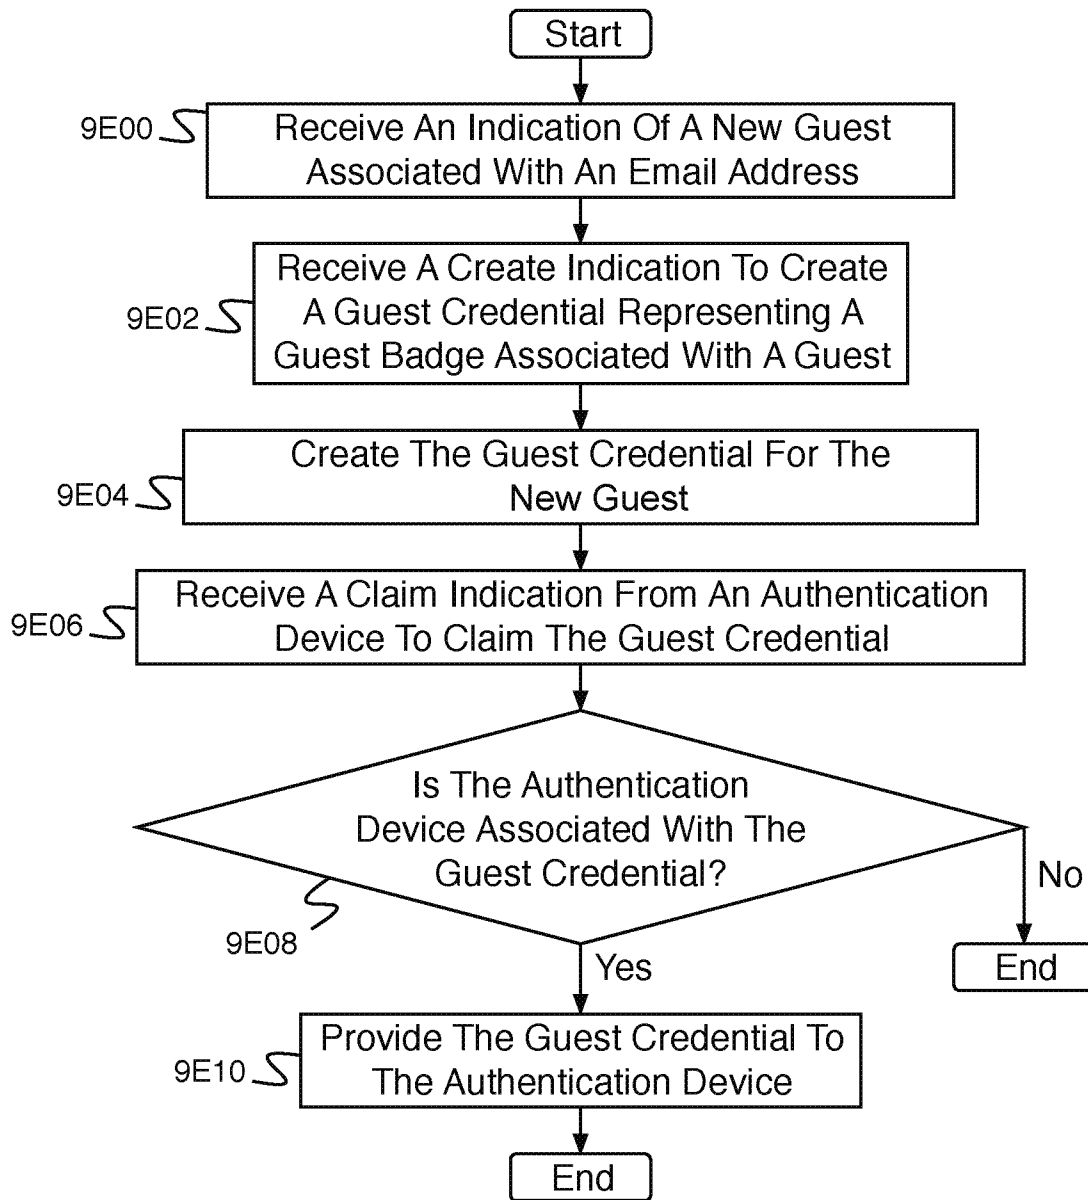 Start
9E00
Receive An Indication Of A New Guest
Associated With An Email Address
9E02
Receive A Create Indication To Create
A Guest Credential Representing A
Guest Badge Associated With A Guest
9E04
Create The Guest Credential For The
New Guest
9E06
Receive A Claim Indication From An Authentication
Device To Claim The Guest Credential
9E08
Is The Authentication
Device Associated With The
Guest Credential?
No
End
Yes
9E10
Provide The Guest Credential To
The Authentication Device
End